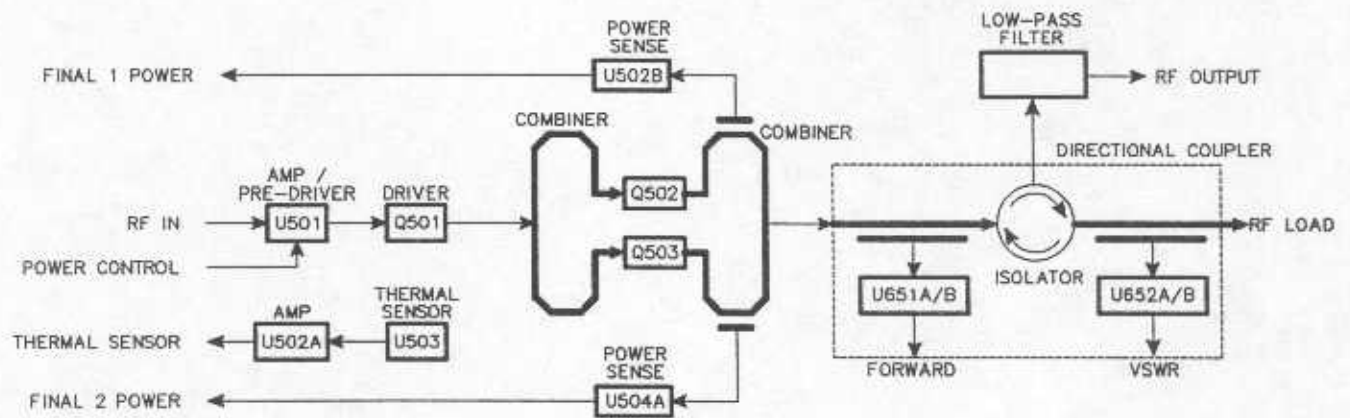 POWER
SENSE
U502B
FINAL 1 POWER
LOW-PASS
FILTER
RF OUTPUT
COMBINER
COMBINER
DIRECTIONAL COUPLER
AMP /
PRE-DRIVER
U501
DRIVER
Q501
RF IN
POWER CONTROL
Q502
Q503
ISOLATOR
RF LOAD
U651A/B
U652A/B
FORWARD
VSWR
THERMAL SENSOR
AMP
U502A
THERMAL
SENSOR
U503
POWER
SENSE
U504A
FINAL 2 POWER